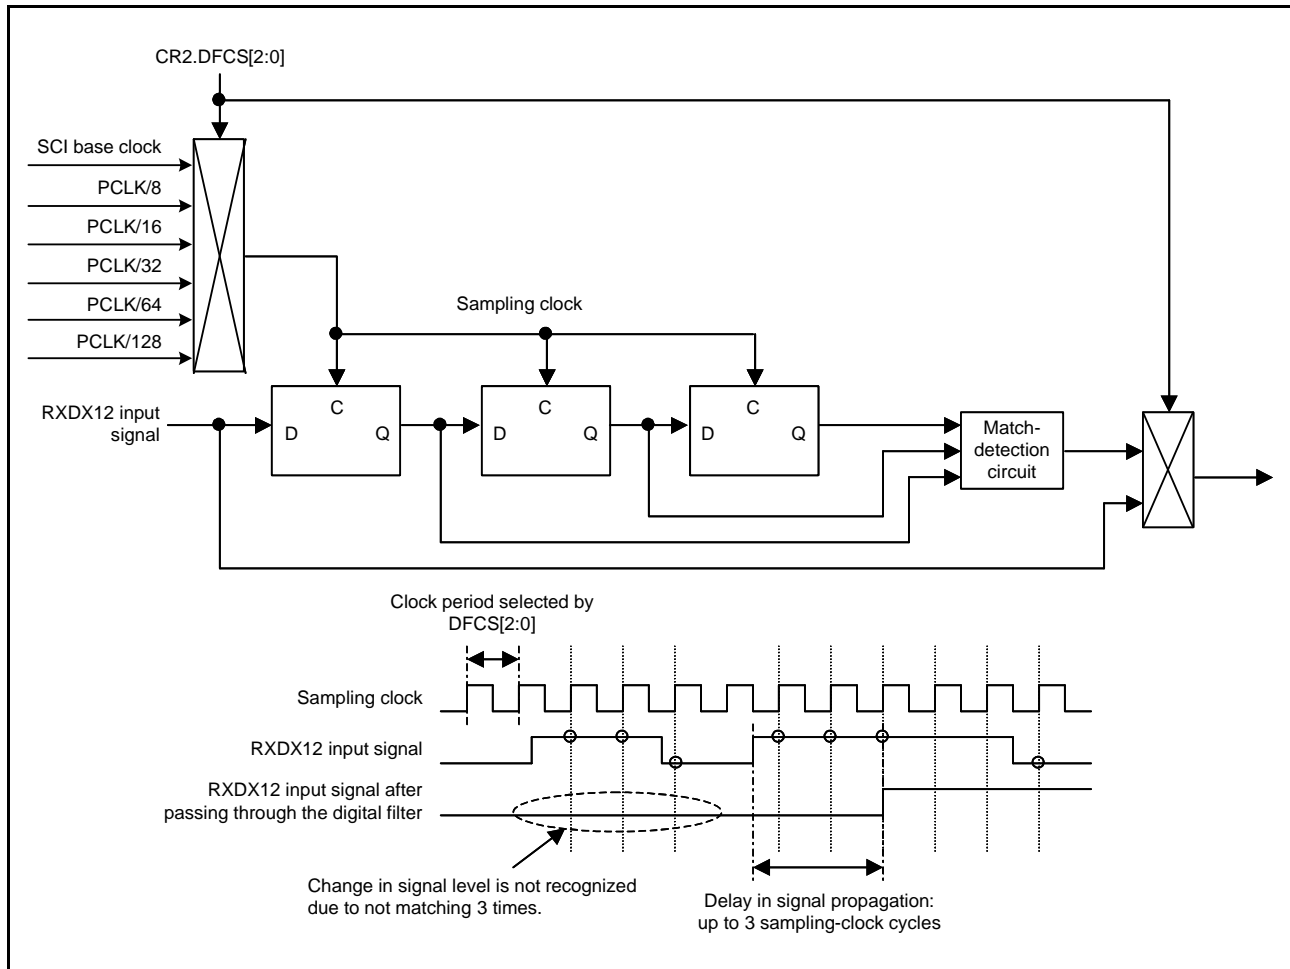 CR2.DFCS[2:0]
SCI base clock
PCLK/8
PCLK/16
PCLK/32
PCLK/64
PCLK/128
Sampling clock
RXDX12 input
signal
C
D
Q
C
D
Q
C
D
Q
Match-
detection
circuit
Clock period selected by
DFCS[2:0]
Sampling clock
RXDX12 input signal
RXDX12 input signal after
passing through the digital filter
Change in signal level is not recognized
due to not matching 3 times.
Delay in signal propagation:
up to 3 sampling-clock cycles